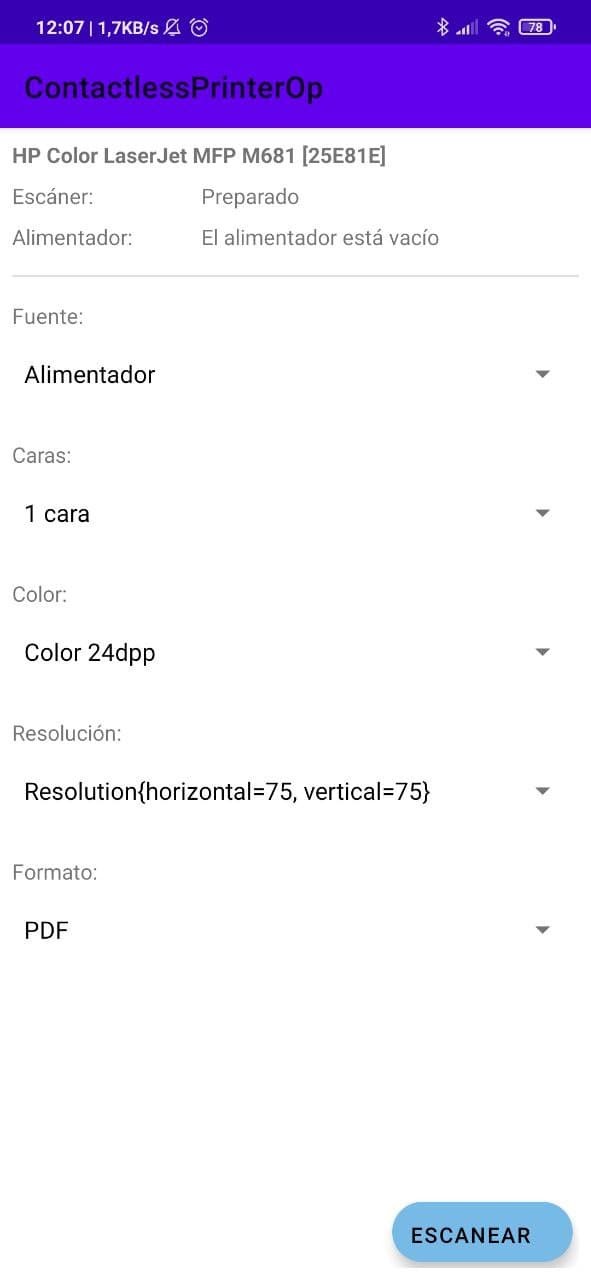 12:07 | 1,7KB/s 78
ContactlessPrinterOp
HP Color LaserJet MFP M681 [25E81E]
Escáner: Preparado
Alimentador: El alimentador está vacío
Fuente:
Alimentador
Caras:
1 cara
Color:
Color 24dpp
Resolución:
Resolution{horizontal=75, vertical=75}
Formato:
PDF
ESCANEAR